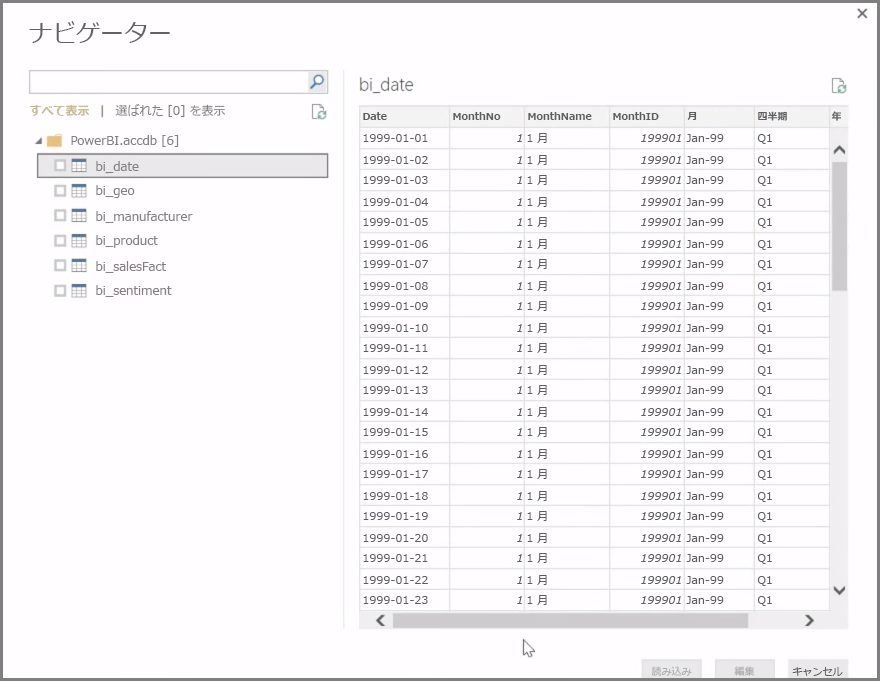 ナビゲーター
すべて表示 | 選ばれた [0] を表示
PowerBI.accdb [6]
bi_date
bi_geo
bi_manufacturer
bi_product
bi_salesFact
bi_sentiment
bi_date
Date MonthNo MonthName MonthID 月 四半期 年
1999-01-01 1 1 月 199901 Jan-99 Q1
1999-01-02 1 1 月 199901 Jan-99 Q1
1999-01-03 1 1 月 199901 Jan-99 Q1
1999-01-04 1 1 月 199901 Jan-99 Q1
1999-01-05 1 1 月 199901 Jan-99 Q1
1999-01-06 1 1 月 199901 Jan-99 Q1
1999-01-07 1 1 月 199901 Jan-99 Q1
1999-01-08 1 1 月 199901 Jan-99 Q1
1999-01-09 1 1 月 199901 Jan-99 Q1
1999-01-10 1 1 月 199901 Jan-99 Q1
1999-01-11 1 1 月 199901 Jan-99 Q1
1999-01-12 1 1 月 199901 Jan-99 Q1
1999-01-13 1 1 月 199901 Jan-99 Q1
1999-01-14 1 1 月 199901 Jan-99 Q1
1999-01-15 1 1 月 199901 Jan-99 Q1
1999-01-16 1 1 月 199901 Jan-99 Q1
1999-01-17 1 1 月 199901 Jan-99 Q1
1999-01-18 1 1 月 199901 Jan-99 Q1
1999-01-19 1 1 月 199901 Jan-99 Q1
1999-01-20 1 1 月 199901 Jan-99 Q1
1999-01-21 1 1 月 199901 Jan-99 Q1
1999-01-22 1 1 月 199901 Jan-99 Q1
1999-01-23 1 1 月 199901 Jan-99 Q1
読み込み 編集 キャンセル